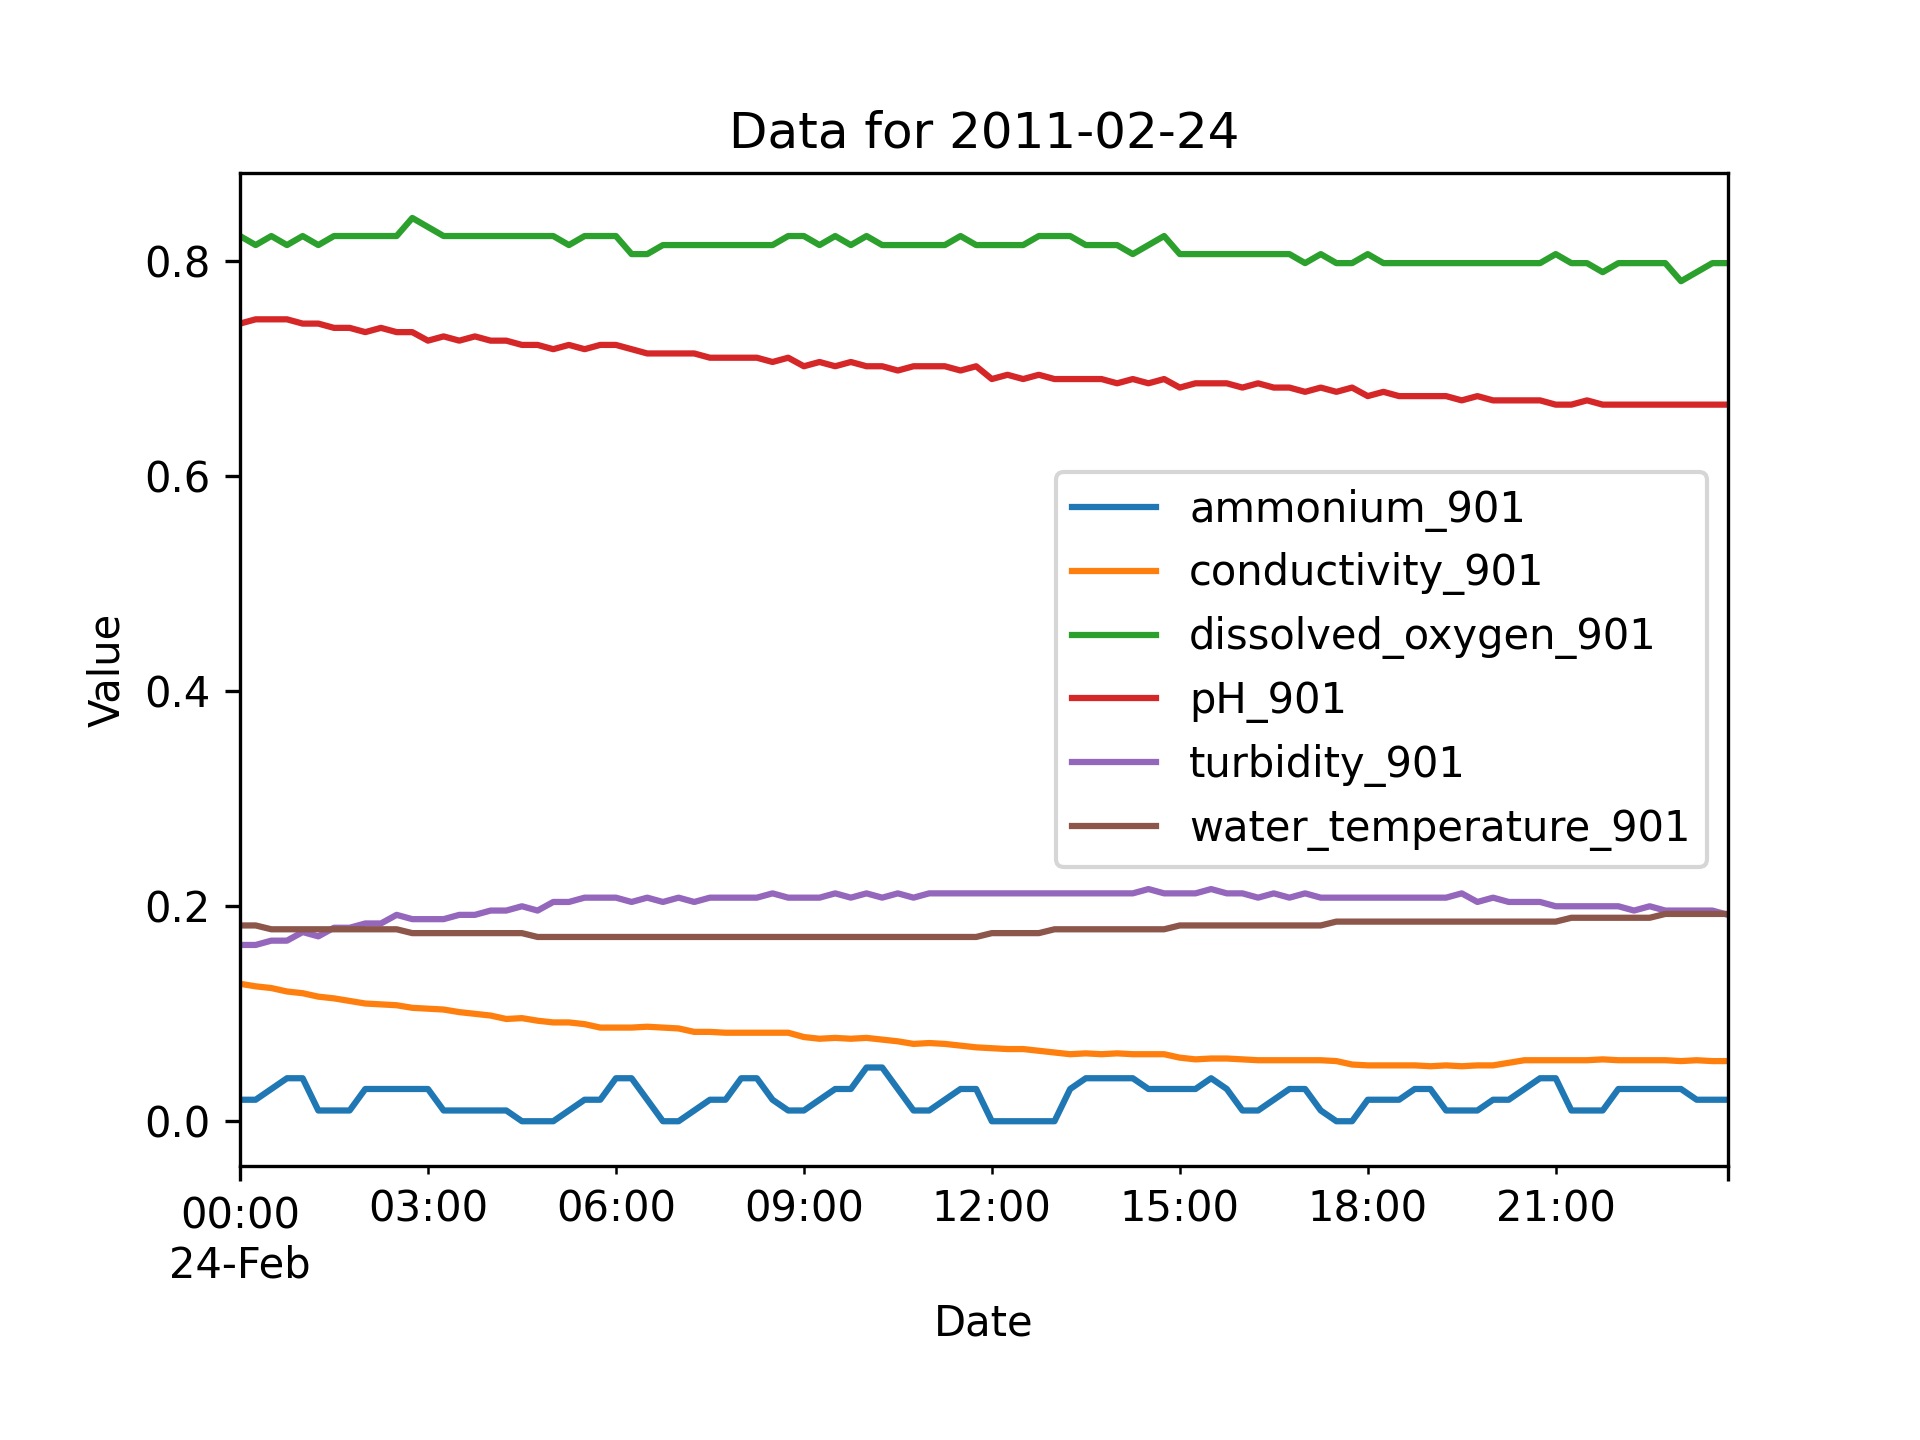 Data for 2011-02-24
Value
0.8
0.6
0.4
0.2
0.0
ammonium_901
conductivity_901
dissolved_oxygen_901
pH_901
turbidity_901
water_temperature_901
00:00 03:00 06:00 09:00 12:00 15:00 18:00 21:00
24-Feb
Date